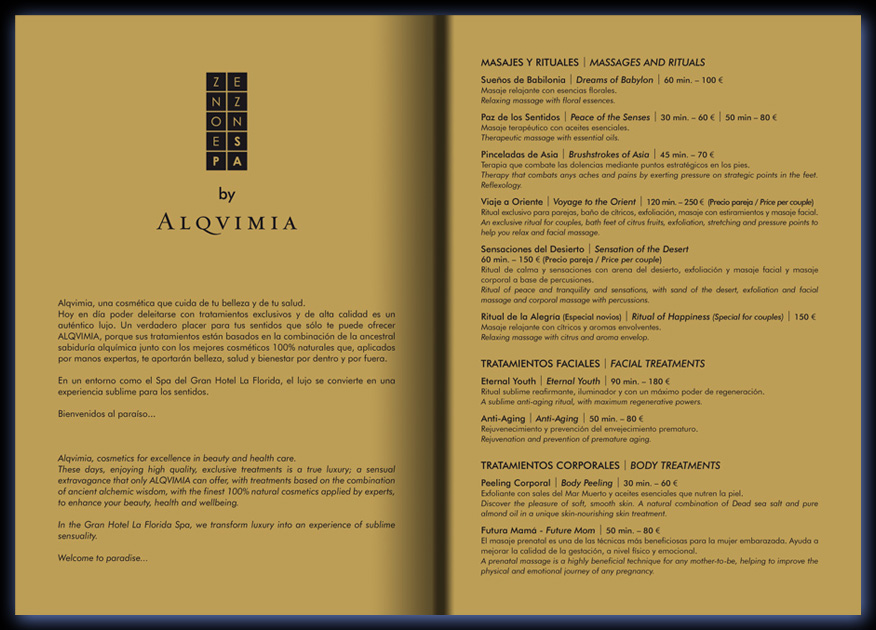 Z E
N Z
O N
E S
P A
by
ALQVIMIA
Alqvimia, una cosmética que cuida de tu belleza y de tu salud.
Hoy en día poder deleitarse con tratamientos exclusivos y de alta calidad es un
auténtico lujo. Un verdadero placer para tus sentidos que sólo te puede ofrecer
ALQVIMIA, porque sus tratamientos están basados en la combinación de la ancestral
sabiduría alquímica junto con los mejores cosméticos 100% naturales que, aplicados
por manos expertas, te aportarán belleza, salud y bienestar por dentro y por fuera.
En un entorno como el Spa del Gran Hotel La Florida, el lujo se convierte en una
experiencia sublime para los sentidos.
Bienvenidos al paraíso...
Alqvimia, cosmetics for excellence in beauty and health care.
These days, enjoying high quality, exclusive treatments is a true luxury; a sensual
extravagance that only ALQVIMIA can offer, with treatments based on the combination
of ancient alchemic wisdom, with the finest 100% natural cosmetics applied by experts,
to enhance your beauty, health and wellbeing.
In the Gran Hotel La Florida Spa, we transform luxury into an experience of sublime
sensuality.
Welcome to paradise...
MASAJES Y RITUALES | MASSAGES AND RITUALS
Sueños de Babilonia | Dreams of Babylon | 60 min. – 100 €
Masaje relajante con esencias florales.
Relaxing massage with floral essences.
Paz de los Sentidos | Peace of the Senses | 30 min. – 60 € | 50 min – 80 €
Masaje terapéutico con aceites esenciales.
Therapeutic massage with essential oils.
Pinceladas de Asia | Brushstrokes of Asia | 45 min. – 70 €
Terapia que combate las dolencias mediante puntos estratégicos en los pies.
Therapy that combats anys aches and pains by exerting pressure on strategic points in the feet.
Reflexology.
Viaje a Oriente | Voyage to the Orient | 120 min. – 250 € (Precio pareja / Price per couple)
Ritual exclusivo para parejas, baño de cítricos, exfoliación, masaje con estiramientos y masaje facial.
An exclusive ritual for couples, bath feet of citrus fruits, exfoliation, stretching and pressure points to
help you relax and facial massage.
Sensaciones del Desierto | Sensation of the Desert
60 min. – 150 € (Precio pareja / Price per couple)
Ritual de calma y sensaciones con arena del desierto, exfoliación y masaje facial y masaje
corporal a base de percusiones.
Ritual of peace and tranquility and sensations, with sand of the desert, exfoliation and facial
massage and corporal massage with percussions.
Ritual de la Alegría (Especial novios) | Ritual of Happiness (Special for couples) | 150 €
Masaje relajante con cítricos y aromas envolventes.
Relaxing massage with citrus and aroma envelop.
TRATAMIENTOS FACIALES | FACIAL TREATMENTS
Eternal Youth | Eternal Youth | 90 min. – 180 €
Ritual sublime reafirmante, iluminador y con un máximo poder de regeneración.
A sublime anti-aging ritual, with maximum regenerative powers.
Anti-Aging | Anti-Aging | 50 min. – 80 €
Rejuvenecimiento y prevención del envejecimiento prematuro.
Rejuvenation and prevention of premature aging.
TRATAMIENTOS CORPORALES | BODY TREATMENTS
Peeling Corporal | Body Peeling | 30 min. – 60 €
Exfoliante con sales del Mar Muerto y aceites esenciales que nutren la piel.
Discover the pleasure of soft, smooth skin. A natural combination of Dead sea salt and pure
almond oil in a unique skin-nourishing skin treatment.
Futura Mamá - Future Mom | 50 min. – 80 €
El masaje prenatal es una de las técnicas más beneficiosas para la mujer embarazada. Ayuda a
mejorar la calidad de la gestación, a nivel físico y emocional.
A prenatal massage is a highly beneficial technique for any mother-to-be, helping to improve the
physical and emotional journey of any pregnancy.